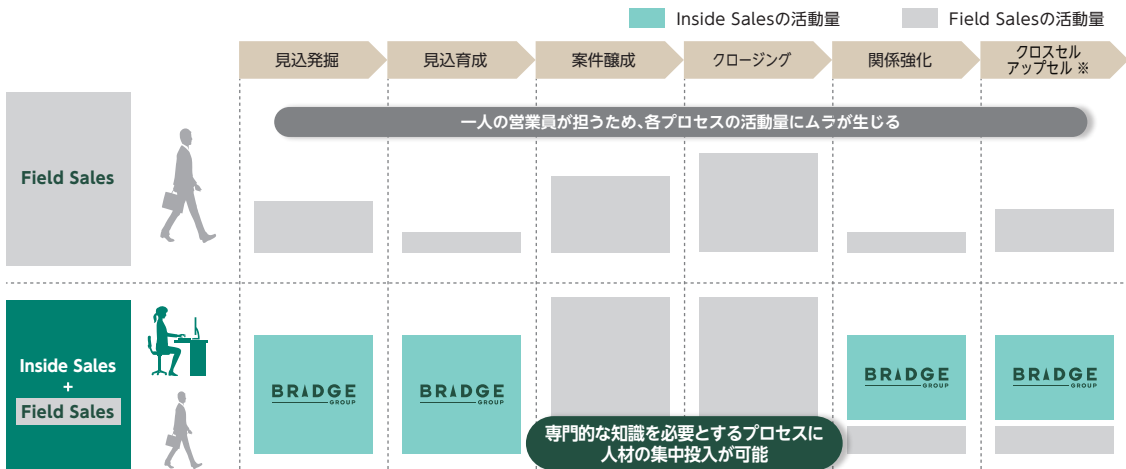 Inside Salesの活動量
Field Salesの活動量
見込発掘
見込育成
案件醸成
クロージング
関係強化
クロスセル
アップセル ※
一人の営業員が担うため、各プロセスの活動量にムラが生じる
Field Sales
Inside Sales
+
Field Sales
BRIDGE
GROUP
BRIDGE
GROUP
BRIDGE
GROUP
BRIDGE
GROUP
専門的な知識を必要とするプロセスに
人材の集中投入が可能